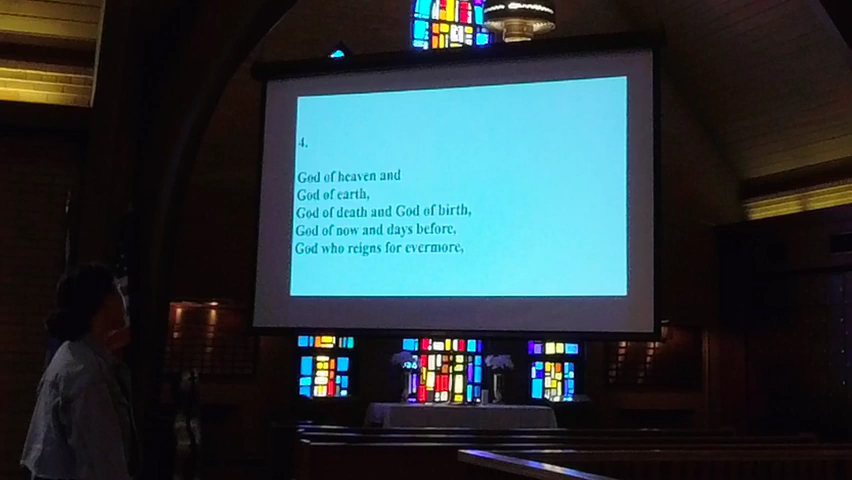 4.
God of heaven and
God of earth,
God of death and God of birth,
God of now and days before,
God who reigns for evermore,